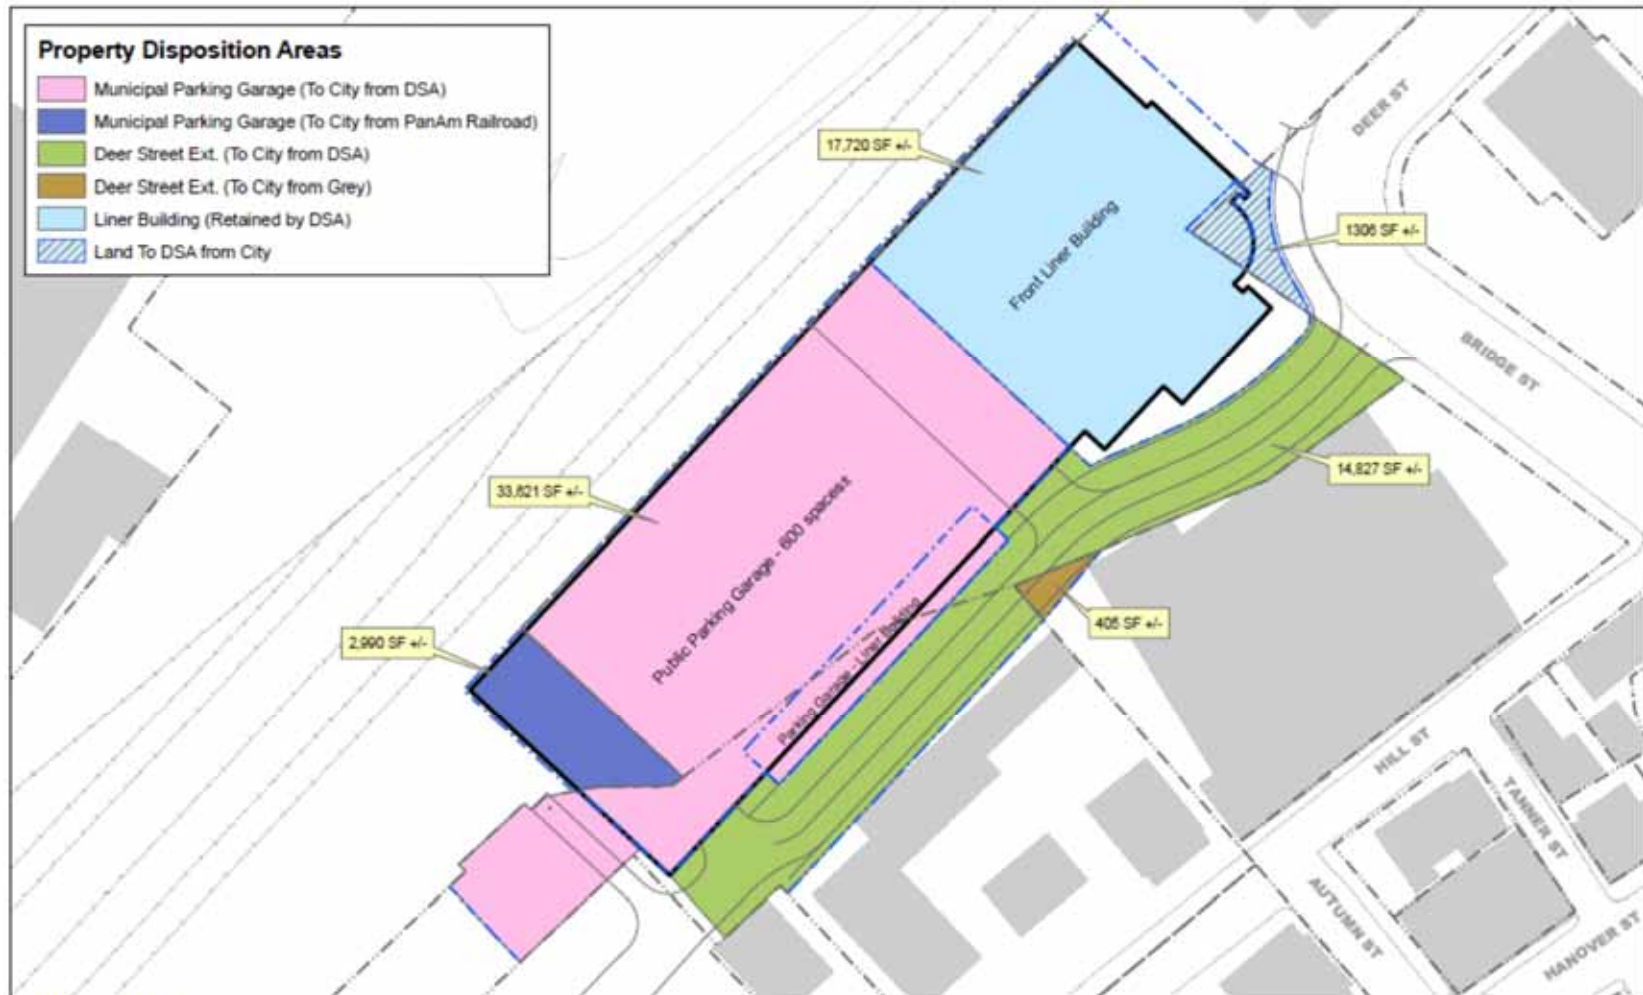 Property Disposition Areas
Municipal Parking Garage (To City from DSA)
Municipal Parking Garage (To City from PanAm Railroad)
Deer Street Ext. (To City from DSA)
Deer Street Ext. (To City from Grey)
Liner Building (Retained by DSA)
Land To DSA from City
17,720 SF +/-
DEER ST
Front Liner Building
1306 SF +/-
BRIDGE ST
14,827 SF +/-
33,621 SF +/-
Public Parking Garage - 600 spaces±
405 SF +/-
Parking Garage - Liner Building
2,990 SF +/-
HILL ST
TANNER ST
AUTUMN ST
HANOVER ST